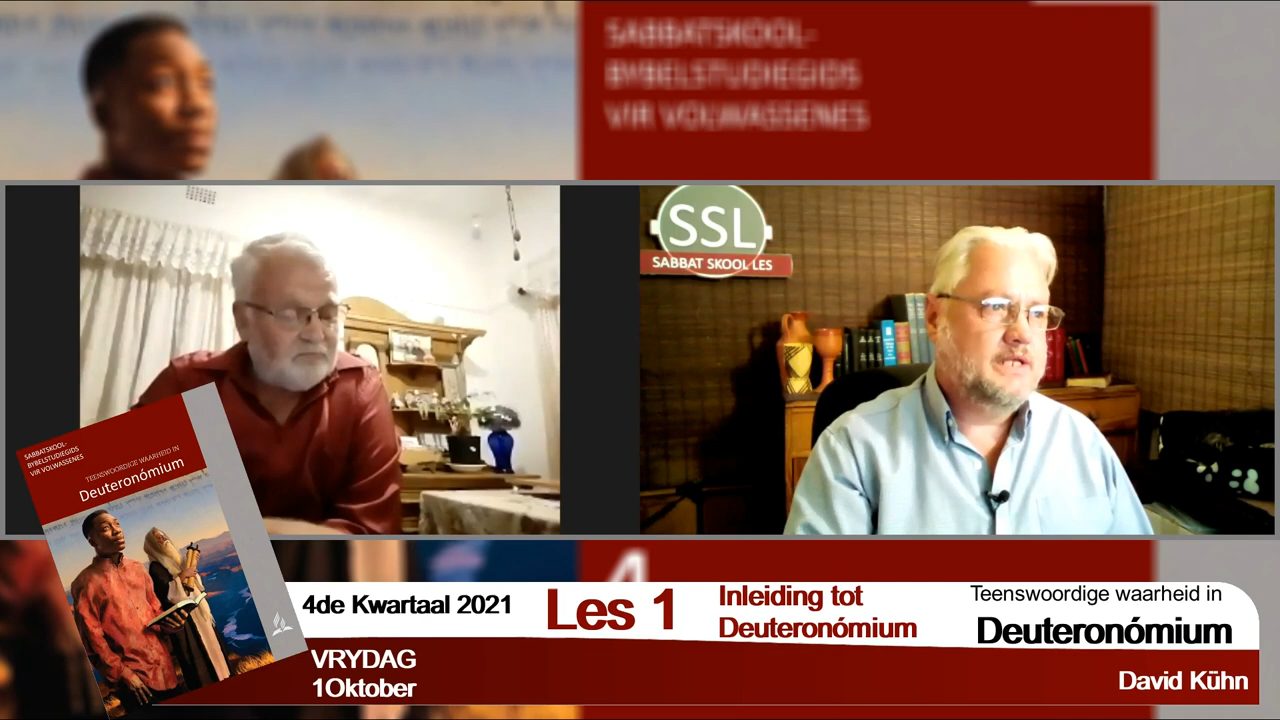 SABBATSKOOL-
BYBELSTUDIEGIDS
VIR VOLWASSENES
SSL
SABBAT SKOOL LES
SABBATSKOOL-
BYBELSTUDIEGIDS
VIR VOLWASSENES
TEENSWOORDIGE WAARHEID IN
Deuteronómium
4
4de Kwartaal 2021
Les 1
Inleiding tot
Deuteronómium
Teenswoordige waarheid in
Deuteronómium
VRYDAG
1Oktober
David Kühn